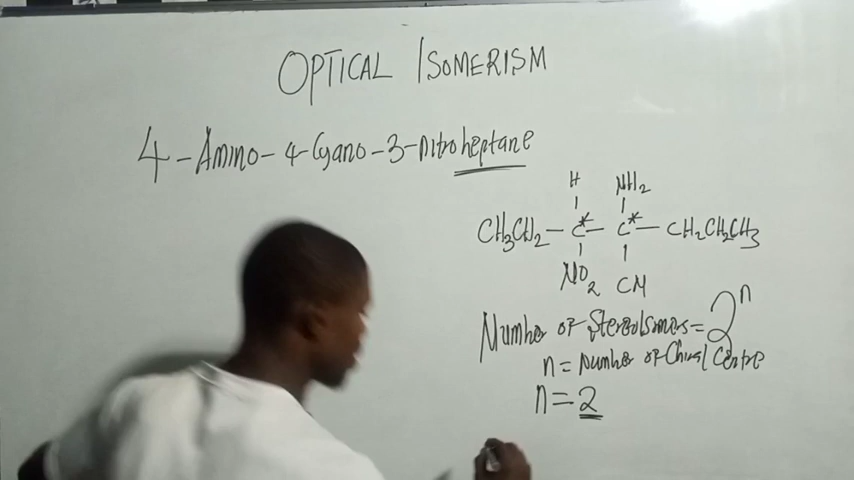 OPTICAL ISOMERISM
4-Amino-4-Cyano-3-nitroheptane
H NH2
CH3CH2-C*-C*-CH2CH2CH3
NO2 CN
Number of Stereoisomers=2^n
n=Number of Chiral Centre
n=2